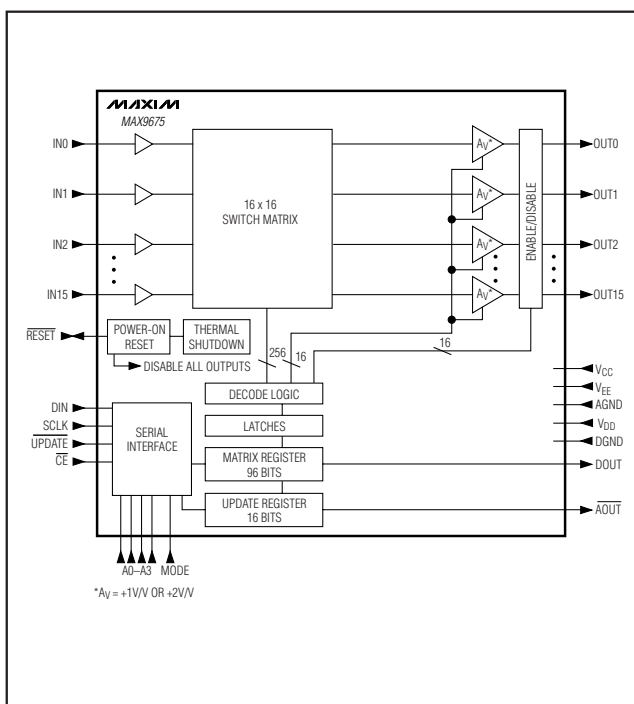 MAXIM
MAX9675
IN0
IN1
IN2
IN15
16 x 16
SWITCH MATRIX
AV*
AV*
AV*
AV*
ENABLE/DISABLE
OUT0
OUT1
OUT2
OUT15
RESET
POWER-ON
RESET
THERMAL
SHUTDOWN
DISABLE ALL OUTPUTS
256
16
16
DECODE LOGIC
LATCHES
MATRIX REGISTER
96 BITS
UPDATE REGISTER
16 BITS
DIN
SCLK
UPDATE
CE
SERIAL
INTERFACE
VCC
VEE
AGND
VDD
DGND
DOUT
AOUT
A0–A3
MODE
*AV = +1V/V OR +2V/V